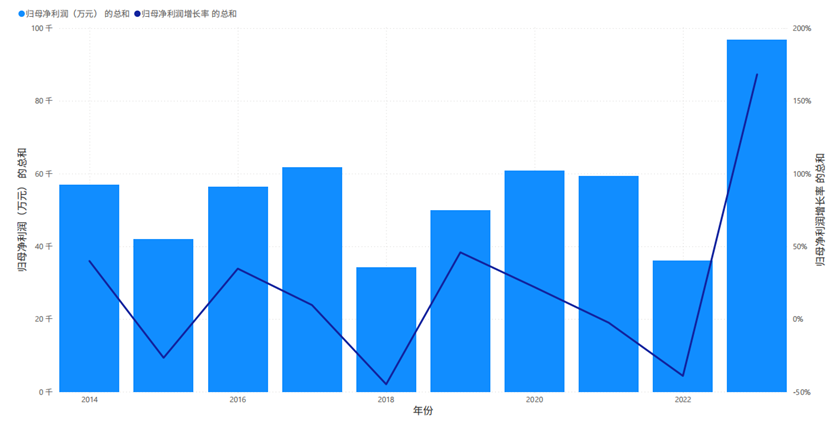 归母净利润（万元） 的总和 归母净利润增长率 的总和
100 千
80 千
60 千
40 千
20 千
0 千
归母净利润（万元） 的总和
200%
150%
100%
50%
0%
-50%
归母净利润增长率 的总和
2014 2016 2018 2020 2022
年份